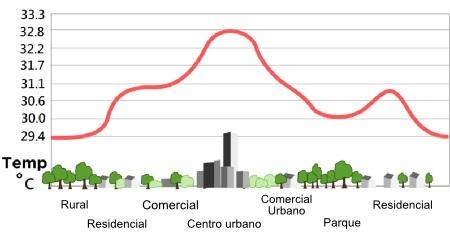 33.3
32.8
32.2
31.7
31.1
30.6
30.0
29.4
Temp
°C
Rural
Residencial
Comercial
Centro urbano
Comercial
Urbano
Parque
Residencial